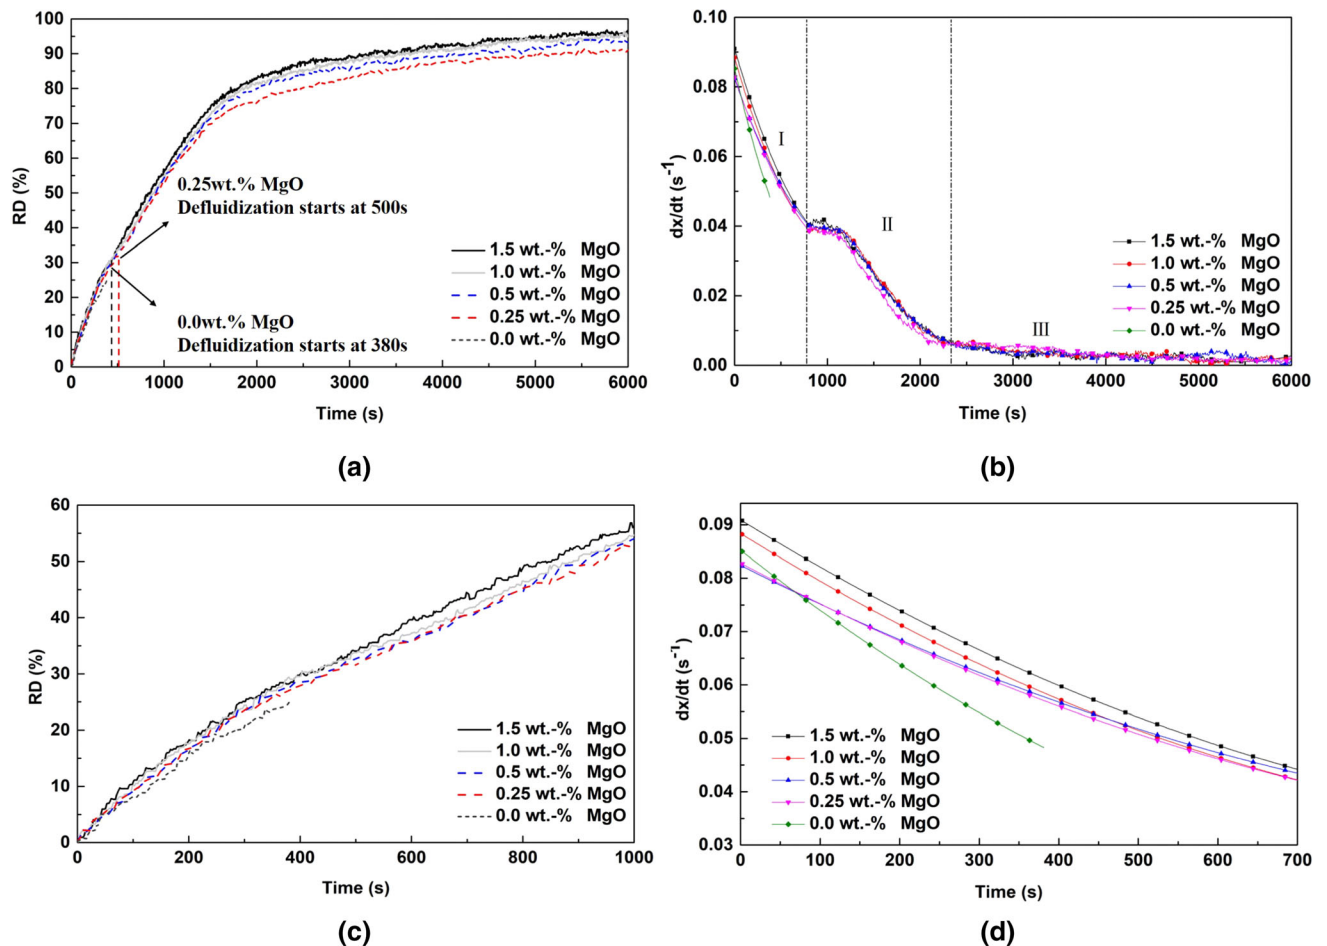 100
90
80
70
60
50
40
30
20
10
0
RD (%)
0.25wt.% MgO
Defluidization starts at 500s
0.0wt.% MgO
Defluidization starts at 380s
1.5 wt.-% MgO
1.0 wt.-% MgO
0.5 wt.-% MgO
0.25 wt.-% MgO
0.0 wt.-% MgO
0 1000 2000 3000 4000 5000 6000
Time (s)
(a)
0.10
0.08
0.06
0.04
0.02
0.00
dx/dt (s⁻¹)
I
II
III
1.5 wt.-% MgO
1.0 wt.-% MgO
0.5 wt.-% MgO
0.25 wt.-% MgO
0.0 wt.-% MgO
0 1000 2000 3000 4000 5000 6000
Time (s)
(b)
60
50
40
30
20
10
0
RD (%)
1.5 wt.-% MgO
1.0 wt.-% MgO
0.5 wt.-% MgO
0.25 wt.-% MgO
0.0 wt.-% MgO
0 200 400 600 800 1000
Time (s)
(c)
0.09
0.08
0.07
0.06
0.05
0.04
0.03
dx/dt (s⁻¹)
1.5 wt.-% MgO
1.0 wt.-% MgO
0.5 wt.-% MgO
0.25 wt.-% MgO
0.0 wt.-% MgO
0 100 200 300 400 500 600 700
Time (s)
(d)